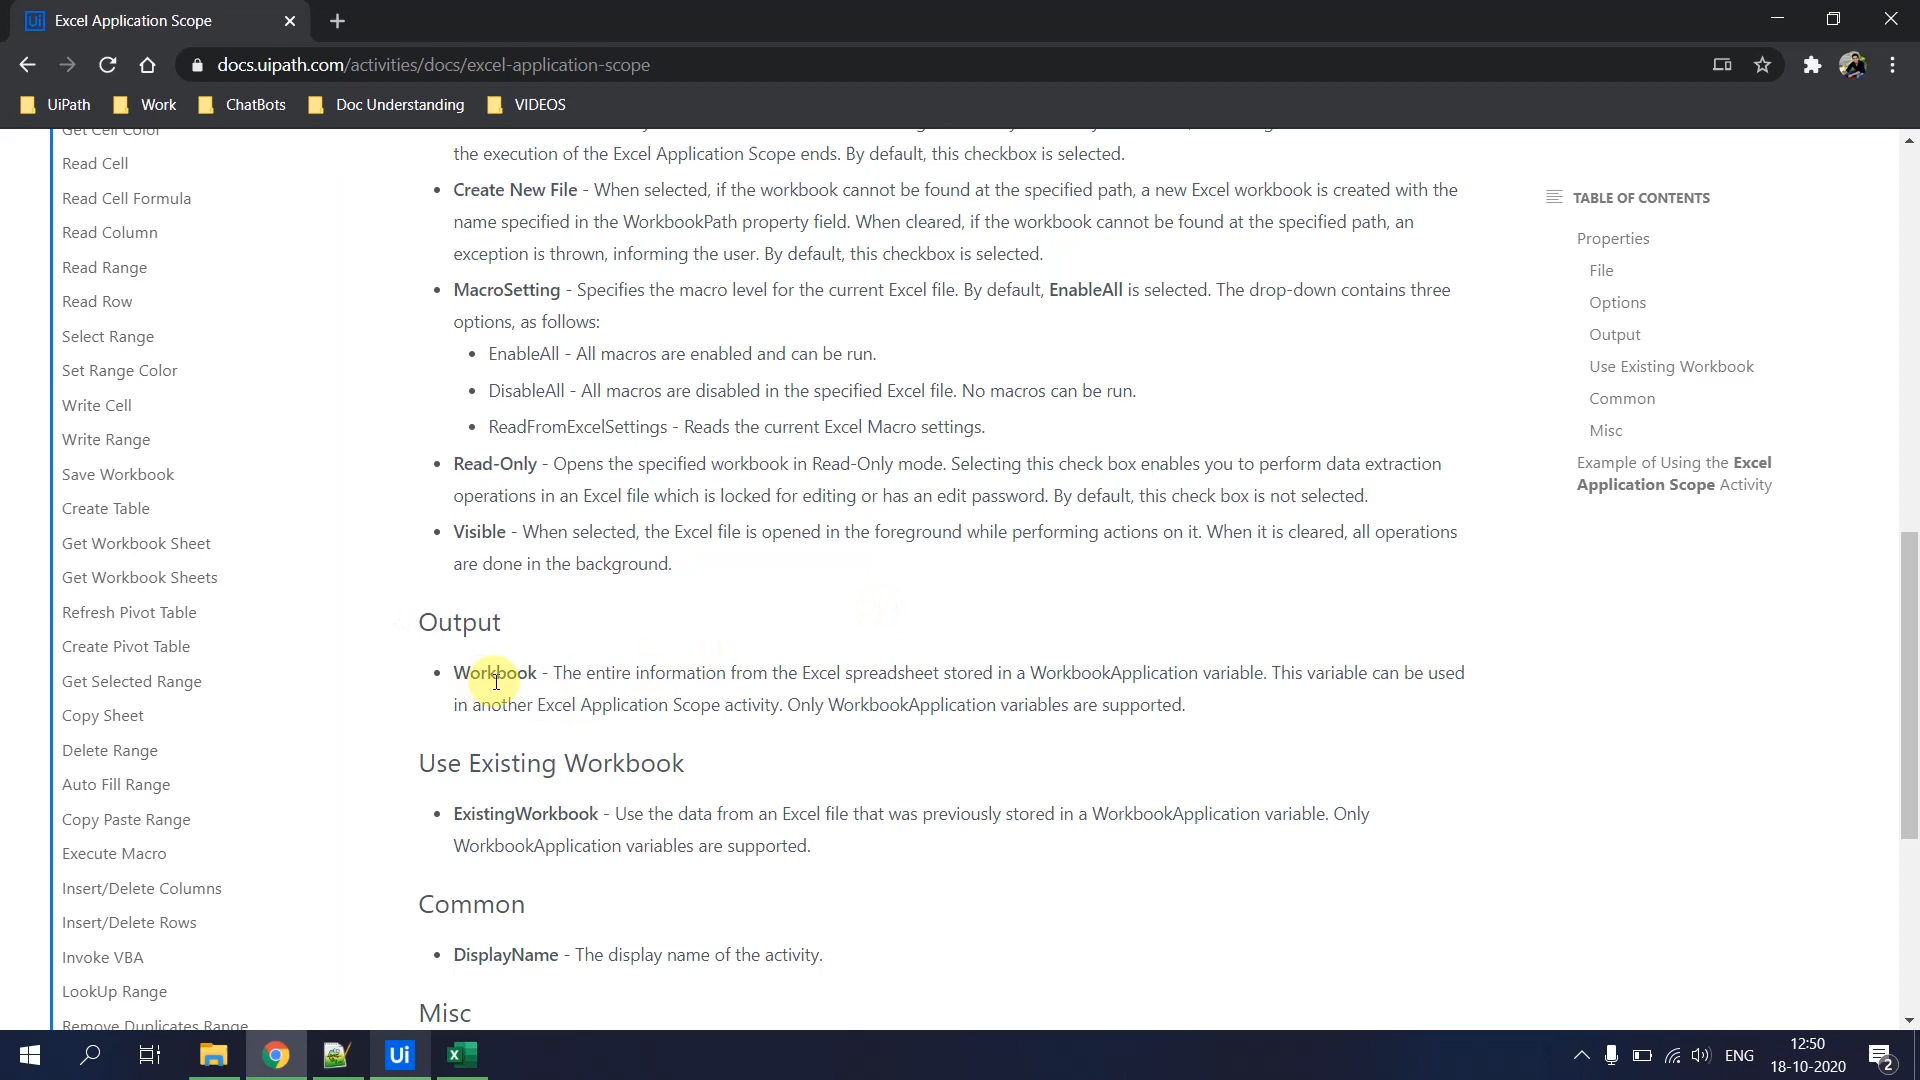 Excel Application Scope
docs.uipath.com/activities/docs/excel-application-scope
UiPath
Work
ChatBots
Doc Understanding
VIDEOS
Get Cell Color
Read Cell
Read Cell Formula
Read Column
Read Range
Read Row
Select Range
Set Range Color
Write Cell
Write Range
Save Workbook
Create Table
Get Workbook Sheet
Get Workbook Sheets
Refresh Pivot Table
Create Pivot Table
Get Selected Range
Copy Sheet
Delete Range
Auto Fill Range
Copy Paste Range
Execute Macro
Insert/Delete Columns
Insert/Delete Rows
Invoke VBA
LookUp Range
Remove Duplicates Range
the execution of the Excel Application Scope ends. By default, this checkbox is selected.
• Create New File - When selected, if the workbook cannot be found at the specified path, a new Excel workbook is created with the
name specified in the WorkbookPath property field. When cleared, if the workbook cannot be found at the specified path, an
exception is thrown, informing the user. By default, this checkbox is selected.
• MacroSetting - Specifies the macro level for the current Excel file. By default, EnableAll is selected. The drop-down contains three
options, as follows:
• EnableAll - All macros are enabled and can be run.
• DisableAll - All macros are disabled in the specified Excel file. No macros can be run.
• ReadFromExcelSettings - Reads the current Excel Macro settings.
• Read-Only - Opens the specified workbook in Read-Only mode. Selecting this check box enables you to perform data extraction
operations in an Excel file which is locked for editing or has an edit password. By default, this check box is not selected.
• Visible - When selected, the Excel file is opened in the foreground while performing actions on it. When it is cleared, all operations
are done in the background.
Output
• Workbook - The entire information from the Excel spreadsheet stored in a WorkbookApplication variable. This variable can be used
in another Excel Application Scope activity. Only WorkbookApplication variables are supported.
Use Existing Workbook
• ExistingWorkbook - Use the data from an Excel file that was previously stored in a WorkbookApplication variable. Only
WorkbookApplication variables are supported.
Common
• DisplayName - The display name of the activity.
Misc
TABLE OF CONTENTS
Properties
File
Options
Output
Use Existing Workbook
Common
Misc
Example of Using the Excel
Application Scope Activity
Ui
ENG
12:50
18-10-2020
2